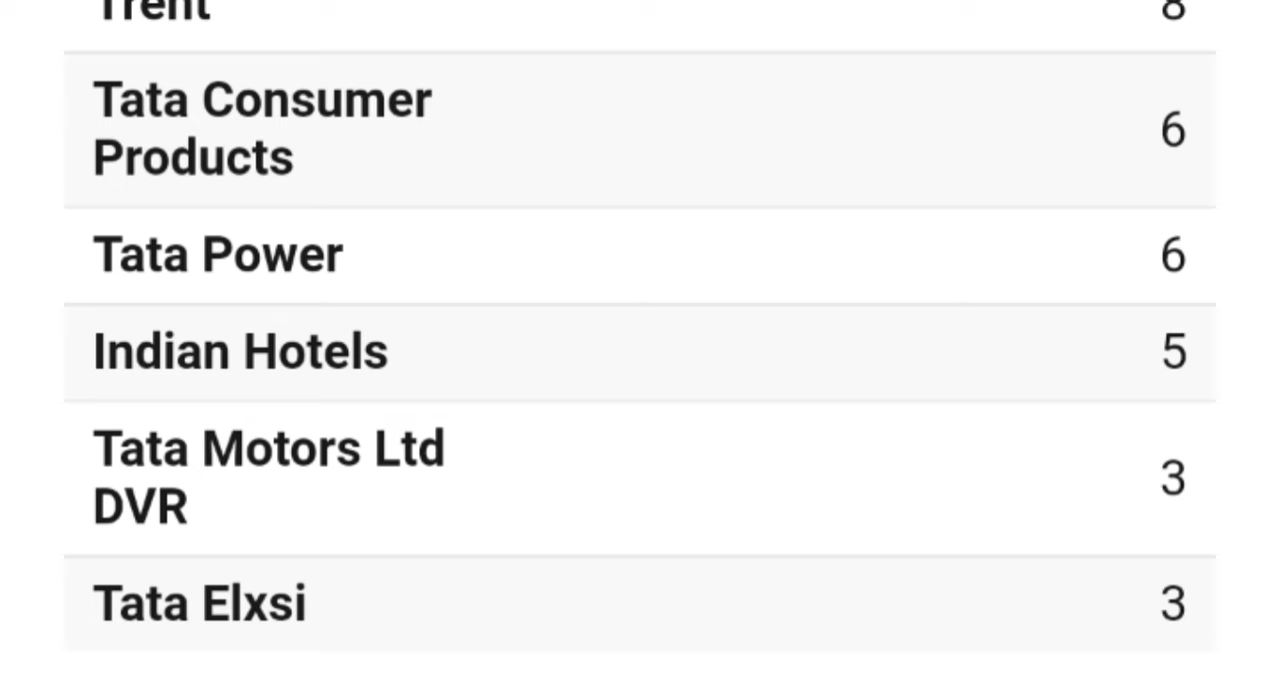 Trent 8
Tata Consumer
Products 6
Tata Power 6
Indian Hotels 5
Tata Motors Ltd
DVR 3
Tata Elxsi 3